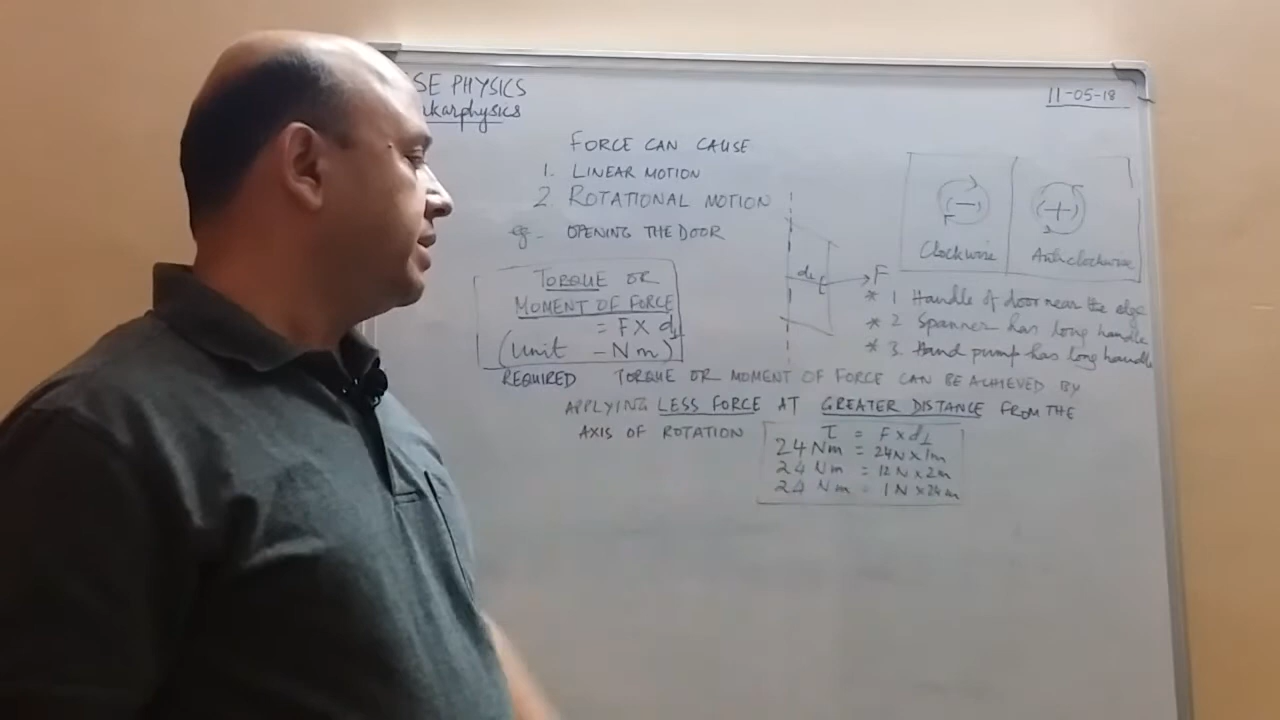 SE PHYSICS
ukarphysics
11-05-18
FORCE CAN CAUSE
1. LINEAR MOTION
2. ROTATIONAL MOTION
eg. OPENING THE DOOR
TORQUE OR
MOMENT OF FORCE
= F X d⊥
(Unit - Nm)
d⊥
F
(-)
Clockwise
(+)
Anticlockwise
* 1 Handle of door near the edge
* 2 Spanner has long handle
* 3. Hand pump has long handle
REQUIRED TORQUE OR MOMENT OF FORCE CAN BE ACHIEVED BY
APPLYING LESS FORCE AT GREATER DISTANCE FROM THE
AXIS OF ROTATION
τ = F x d⊥
24 Nm = 24N X 1m
24 Nm = 12 N x 2m
24 Nm = 1 N x 24 m